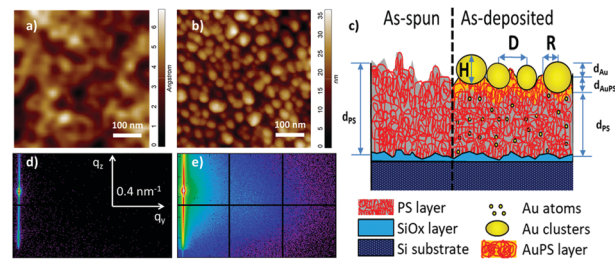 a)
6
5
4
3
2
1
0
Angstrom
100 nm
b)
35
30
25
20
15
10
5
0
nm
100 nm
c)
As-spun
As-deposited
H
D
R
dAu
dAuPS
dPS
dPS
d)
qz
0.4 nm-1
qy
e)
PS layer
SiOx layer
Si substrate
Au atoms
Au clusters
AuPS layer